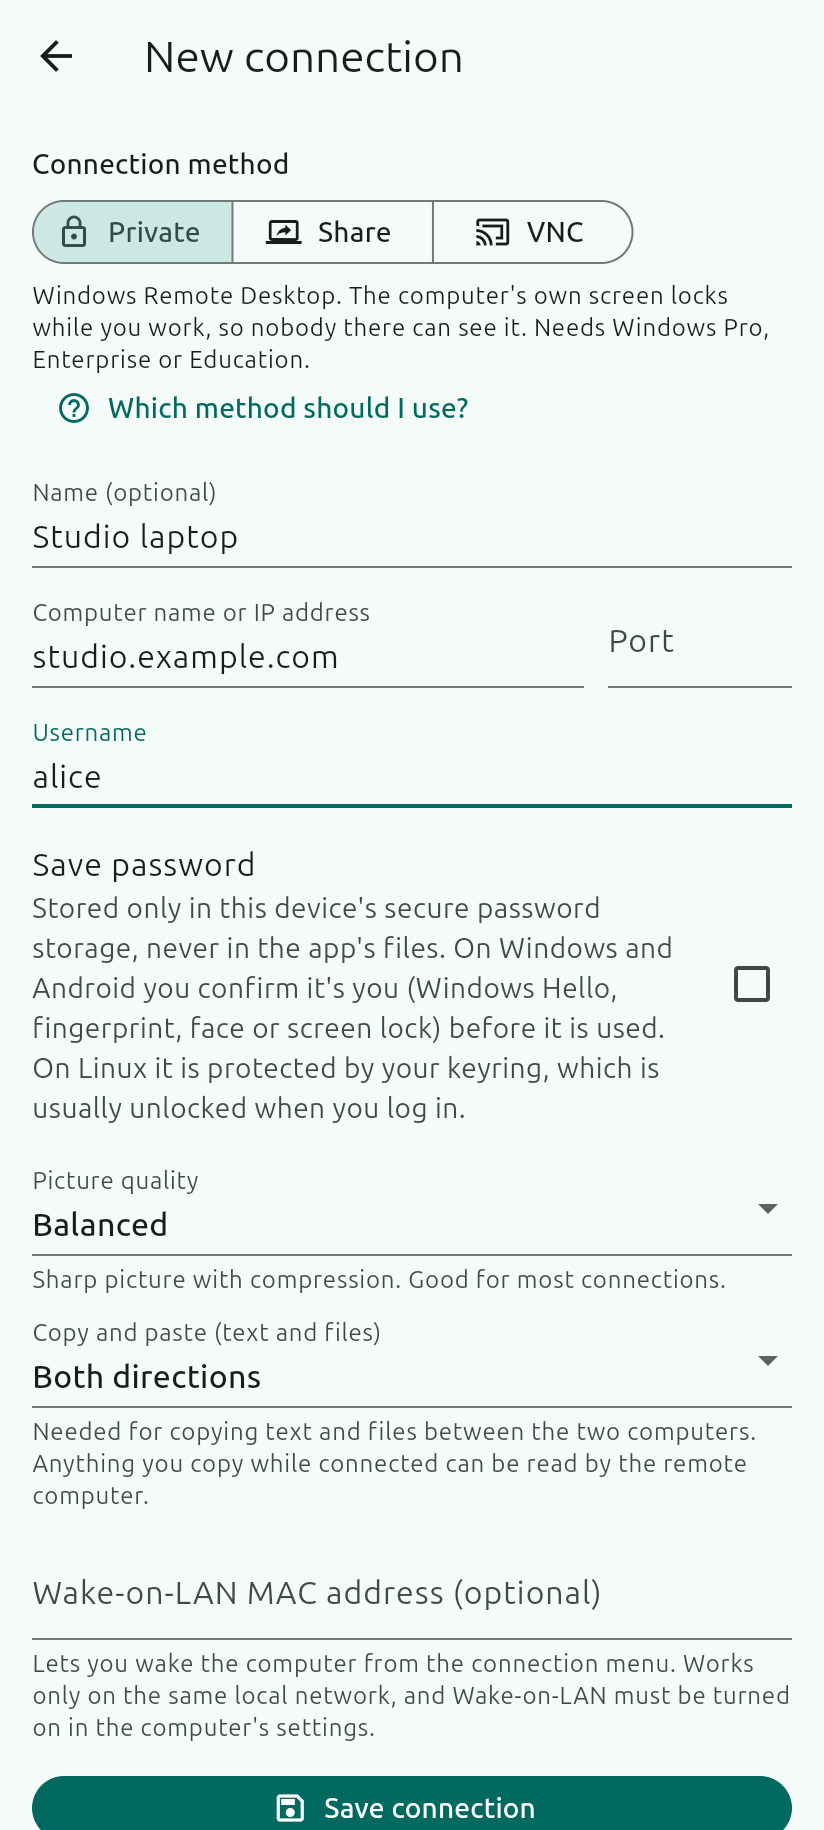 New connection
Connection method
Private
Share
VNC
Windows Remote Desktop. The computer's own screen locks
while you work, so nobody there can see it. Needs Windows Pro,
Enterprise or Education.
Which method should I use?
Name (optional)
Studio laptop
Computer name or IP address
studio.example.com
Port
Username
alice
Save password
Stored only in this device's secure password
storage, never in the app's files. On Windows and
Android you confirm it's you (Windows Hello,
fingerprint, face or screen lock) before it is used.
On Linux it is protected by your keyring, which is
usually unlocked when you log in.
Picture quality
Balanced
Sharp picture with compression. Good for most connections.
Copy and paste (text and files)
Both directions
Needed for copying text and files between the two computers.
Anything you copy while connected can be read by the remote
computer.
Wake-on-LAN MAC address (optional)
Lets you wake the computer from the connection menu. Works
only on the same local network, and Wake-on-LAN must be turned
on in the computer's settings.
Save connection